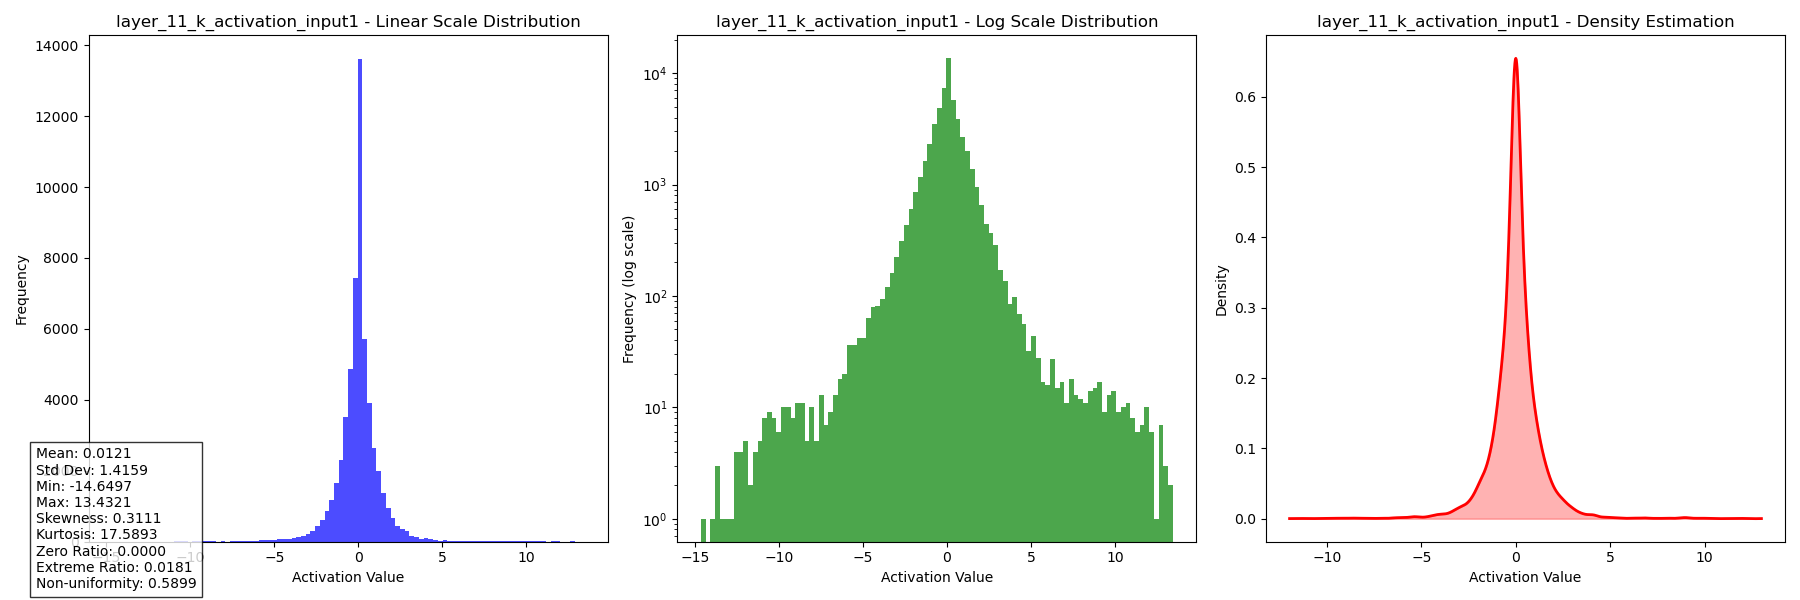 layer_11_k_activation_input1 - Linear Scale Distribution
14000
12000
10000
8000
6000
4000
Frequency
−10
−5
0
5
10
Activation Value
Mean: 0.0121
Std Dev: 1.4159
Min: -14.6497
Max: 13.4321
Skewness: 0.3111
Kurtosis: 17.5893
Zero Ratio: 0.0000
Extreme Ratio: 0.0181
Non-uniformity: 0.5899
layer_11_k_activation_input1 - Log Scale Distribution
10⁴
10³
10²
10¹
10⁰
Frequency (log scale)
−15
−10
−5
0
5
10
Activation Value
layer_11_k_activation_input1 - Density Estimation
0.6
0.5
0.4
0.3
0.2
0.1
0.0
Density
−10
−5
0
5
10
Activation Value